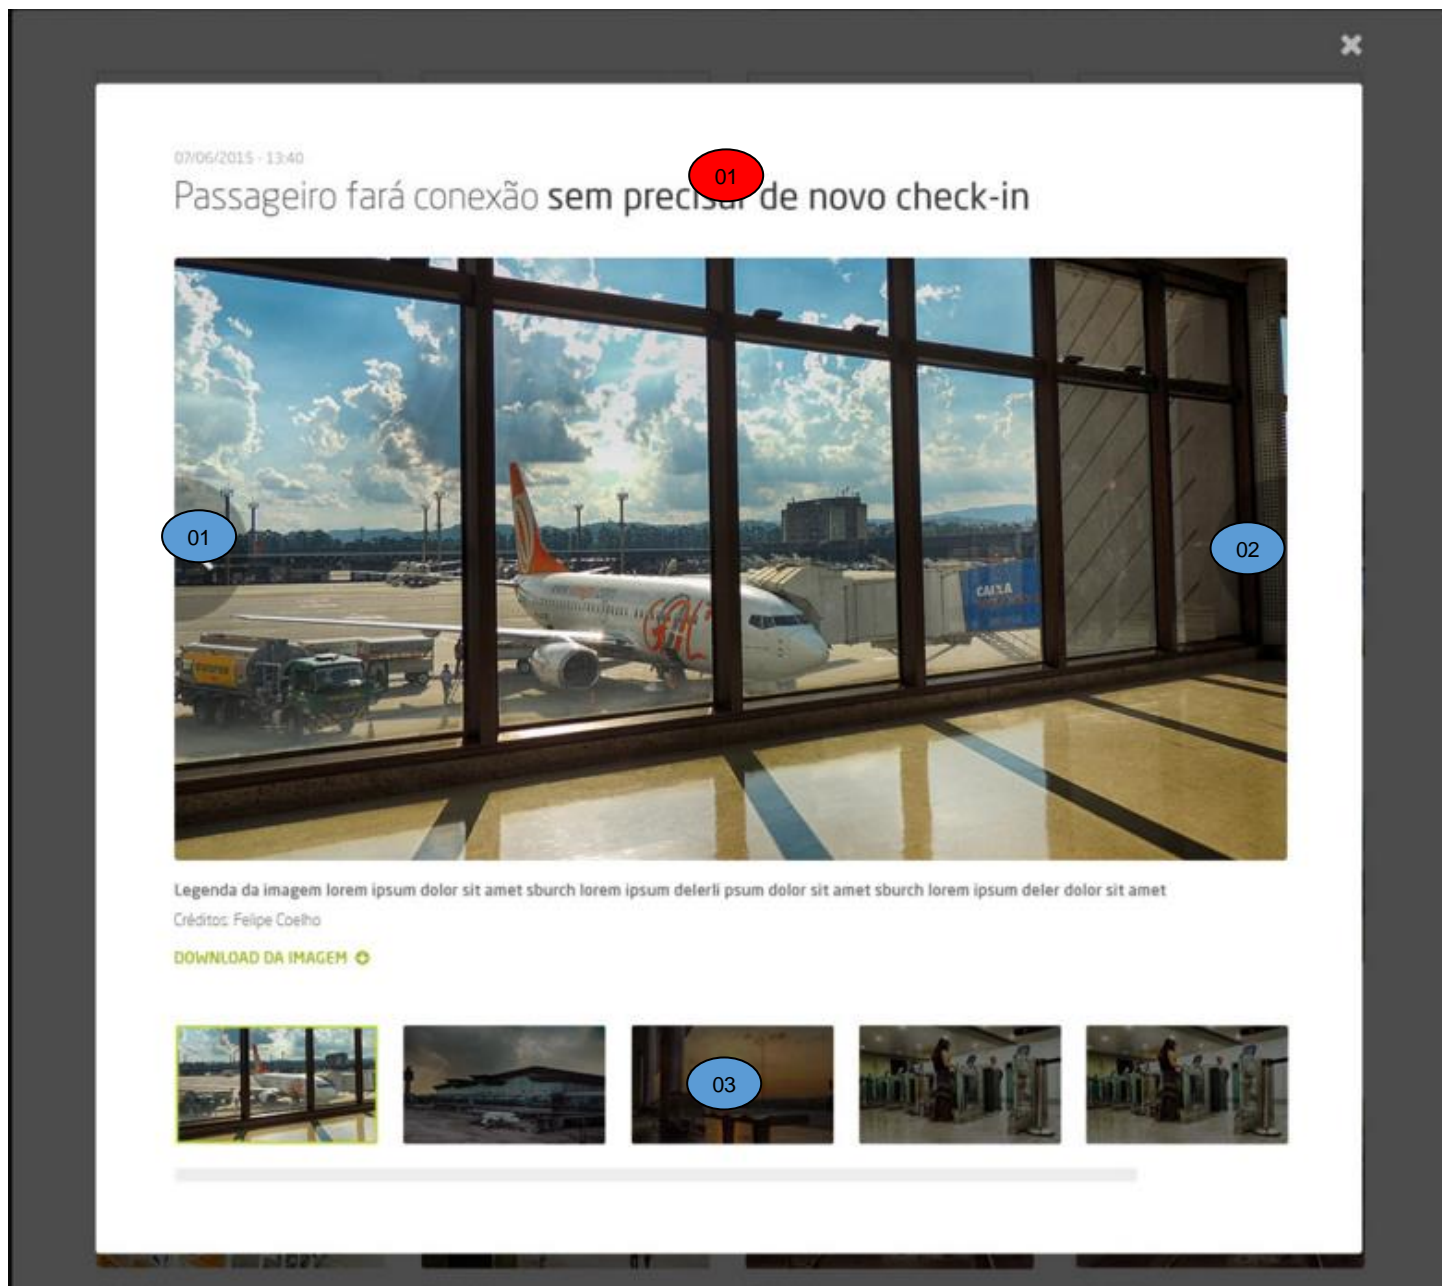 07/06/2015 - 13:40
01
Passageiro fará conexão sem precisar de novo check-in
GOL
CAIXA
01
02
Legenda da imagem lorem ipsum dolor sit amet sburch lorem ipsum delerli psum dolor sit amet sburch lorem ipsum deler dolor sit amet
Créditos: Felipe Coelho
DOWNLOAD DA IMAGEM
03